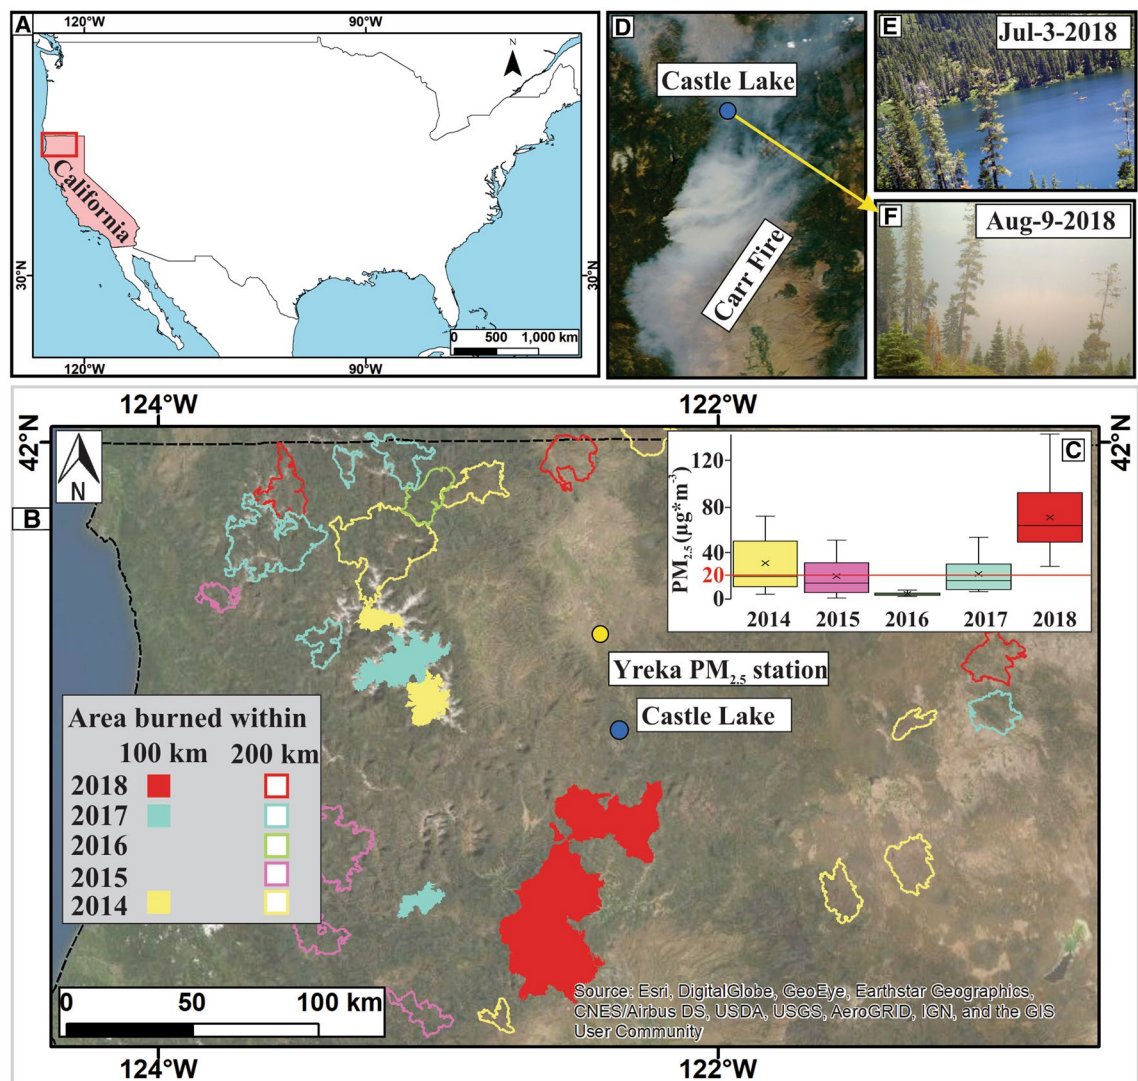 A
120°W
90°W
N
California
30°N
30°N
0 500 1,000 km
120°W
90°W
D
Castle Lake
Carr Fire
E
Jul-3-2018
F
Aug-9-2018
124°W
122°W
42°N
42°N
N
B
C
PM2.5 (µg*m-3)
120
80
40
20
0
2014 2015 2016 2017 2018
Yreka PM2.5 station
Castle Lake
Area burned within
100 km 200 km
2018
2017
2016
2015
2014
0 50 100 km
Source: Esri, DigitalGlobe, GeoEye, Earthstar Geographics,
CNES/Airbus DS, USDA, USGS, AeroGRID, IGN, and the GIS
User Community
124°W
122°W